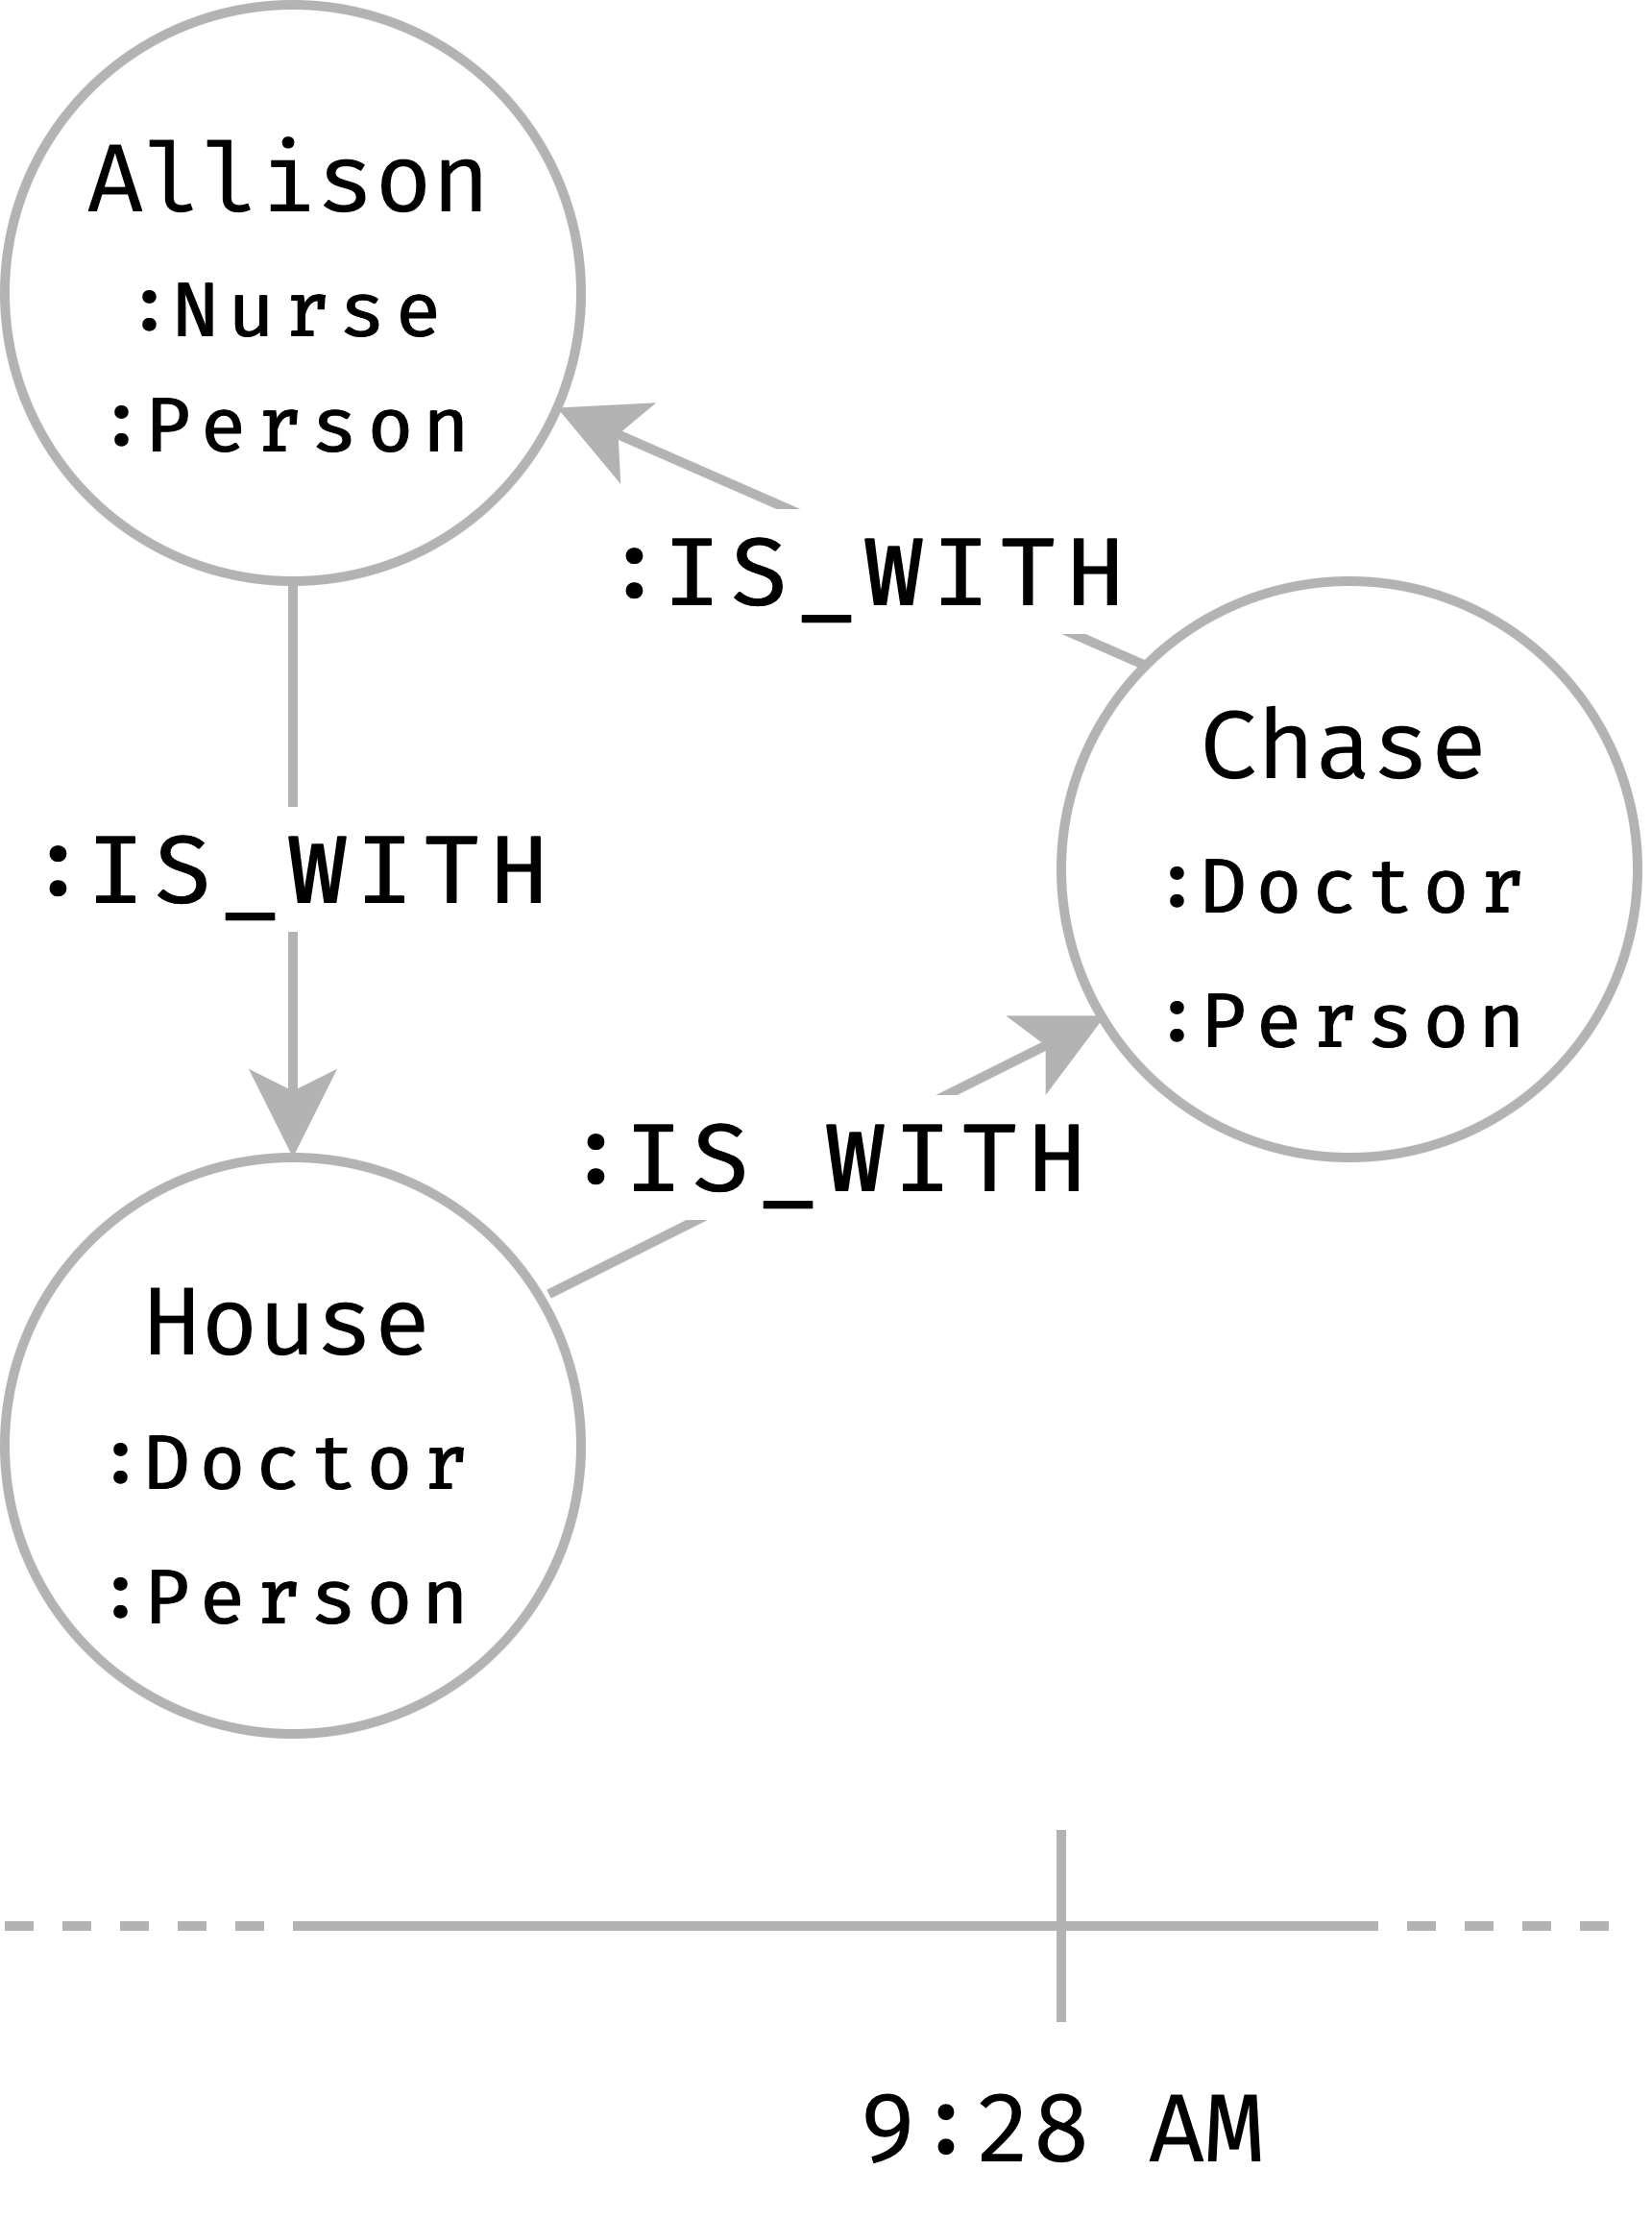 Allison
:Nurse
:Person
:IS_WITH
Chase
:Doctor
:Person
:IS_WITH
:IS_WITH
House
:Doctor
:Person
9:28 AM